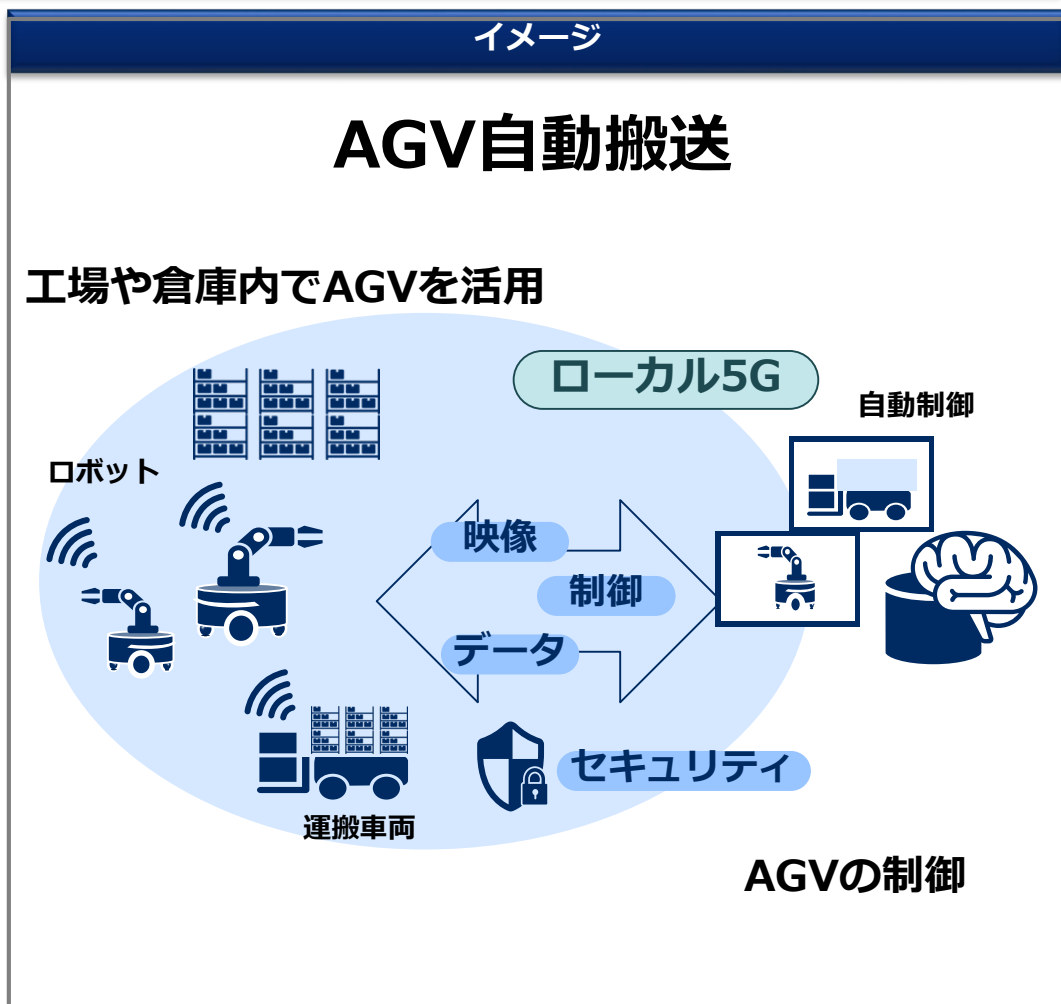 イメージ
AGV自動搬送
工場や倉庫内でAGVを活用
ローカル5G
自動制御
ロボット
映像
制御
データ
セキュリティ
運搬車両
AGVの制御